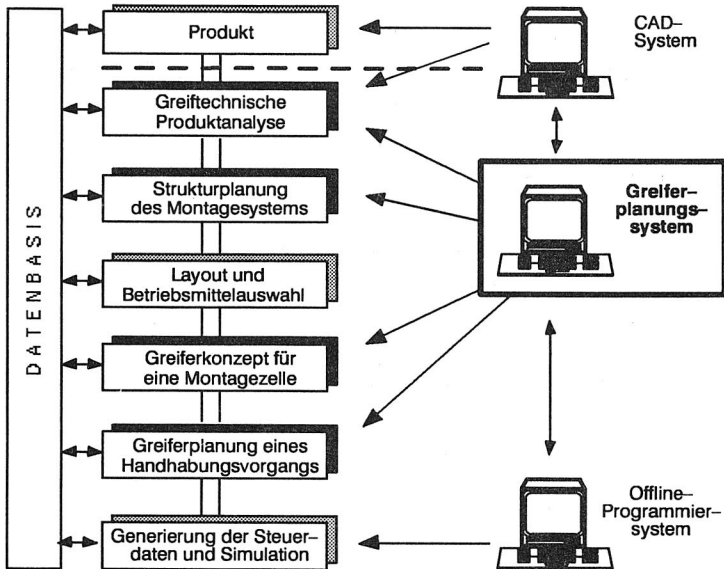 DATENBASIS
Produkt
Greiftechnische
Produktanalyse
Strukturplanung
des Montagesystems
Layout und
Betriebsmittelauswahl
Greiferkonzept für
eine Montagezelle
Greiferplanung eines
Handhabungsvorgangs
Generierung der Steuer–
daten und Simulation
CAD–
System
Greifer–
planungs–
system
Offline–
Programmier–
system